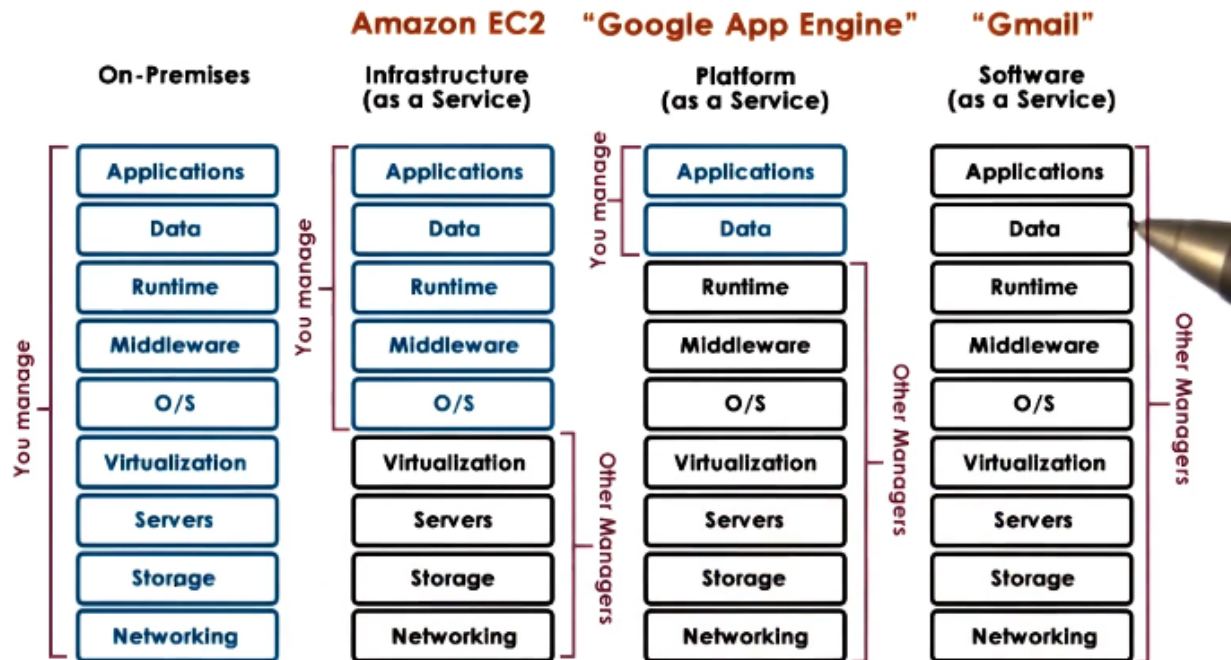 Amazon EC2
“Google App Engine”
“Gmail”
On-Premises
Infrastructure
(as a Service)
Platform
(as a Service)
Software
(as a Service)
You manage
Applications
Data
Runtime
Middleware
O/S
Virtualization
Servers
Storage
Networking
You manage
Applications
Data
Runtime
Middleware
O/S
Virtualization
Servers
Storage
Networking
Other Managers
You manage
Applications
Data
Runtime
Middleware
O/S
Virtualization
Servers
Storage
Networking
Other Managers
Applications
Data
Runtime
Middleware
O/S
Virtualization
Servers
Storage
Networking
Other Managers